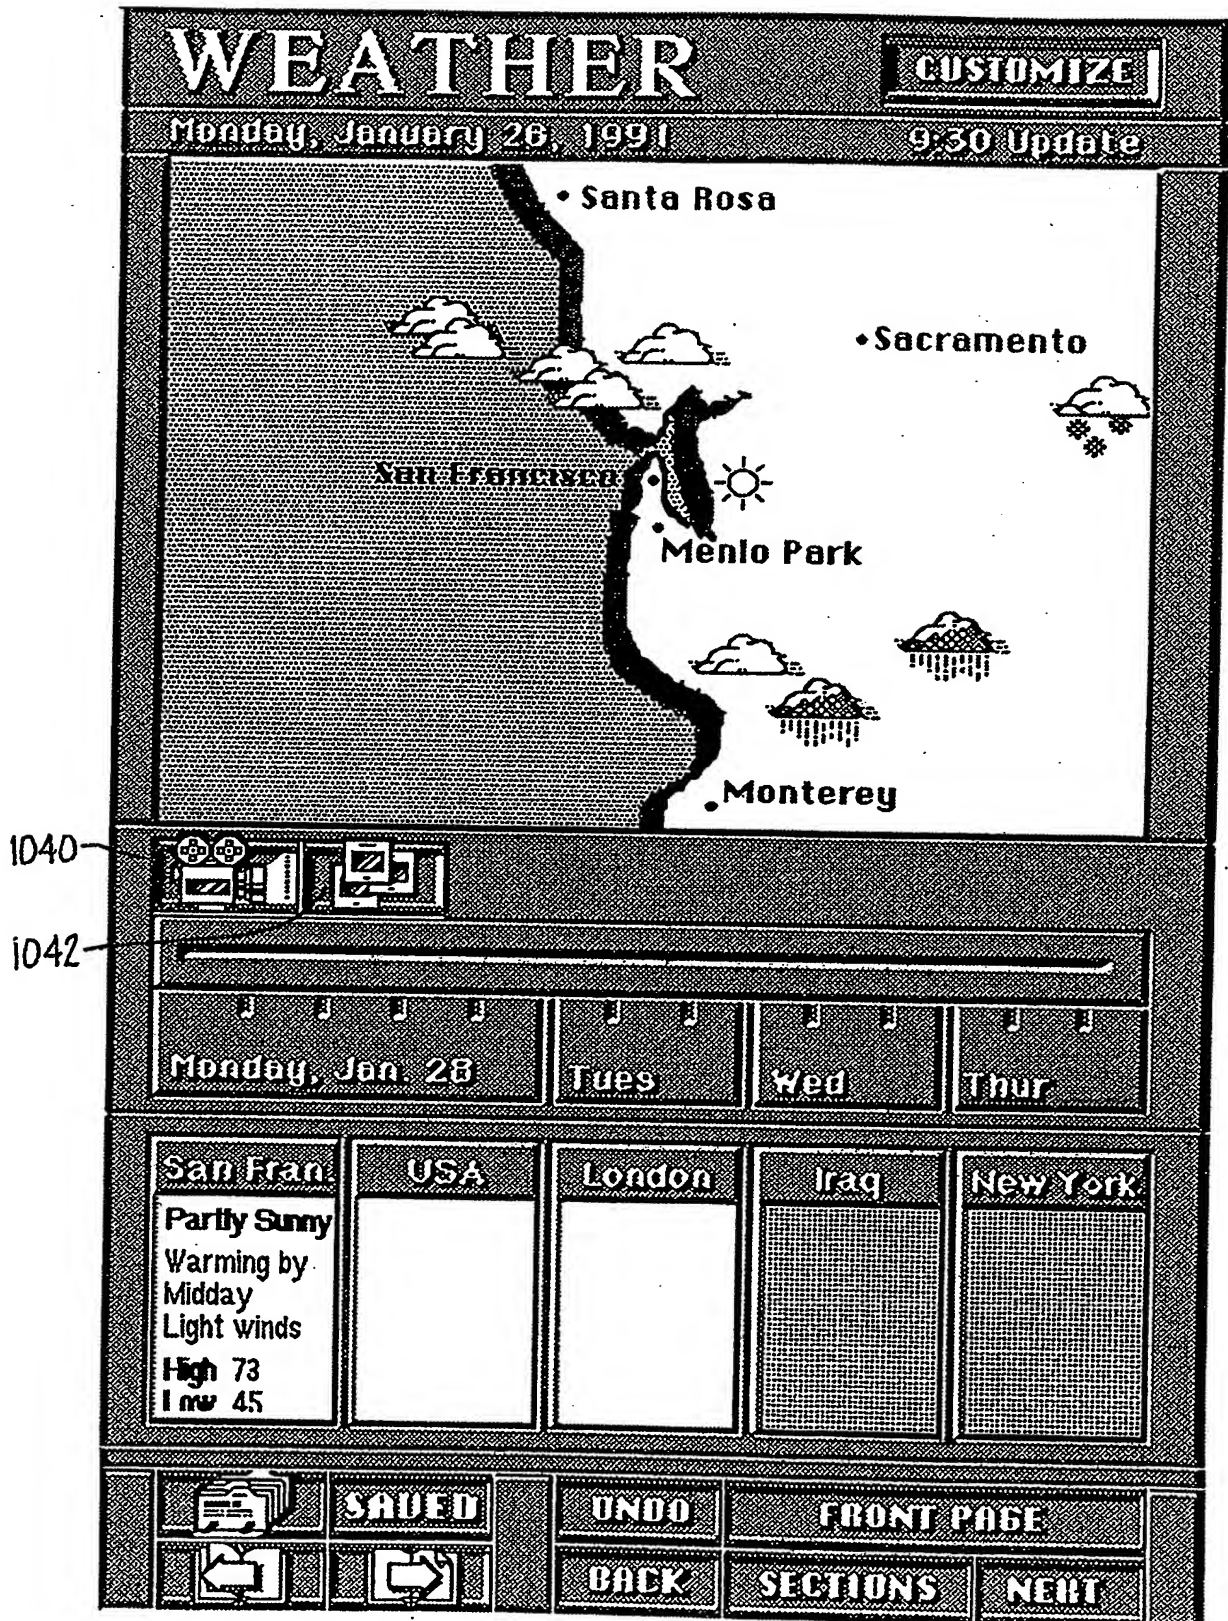 WEATHER
CUSTOMIZE
Monday, January 28, 1991
9:30 Update
Santa Rosa
Sacramento
San Francisco
Menlo Park
Monterey
1040
1042
Monday, Jan. 28
Tues
Wed
Thur
San Fran.
USA
London
Iraq
New York
Partly Sunny
Warming by
Midday
Light winds
High 73
Low 45
SAVED
UNDO
FRONT PAGE
BACK
SECTIONS
NEXT